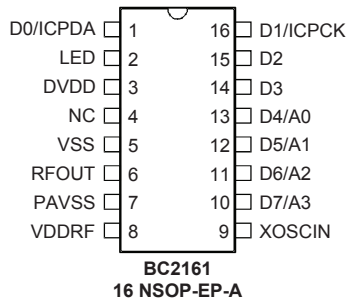 D0/ICPDA 1 16 D1/ICPCK
LED 2 15 D2
DVDD 3 14 D3
NC 4 13 D4/A0
VSS 5 12 D5/A1
RFOUT 6 11 D6/A2
PAVSS 7 10 D7/A3
VDDRF 8 9 XOSCIN
BC2161
16 NSOP-EP-A